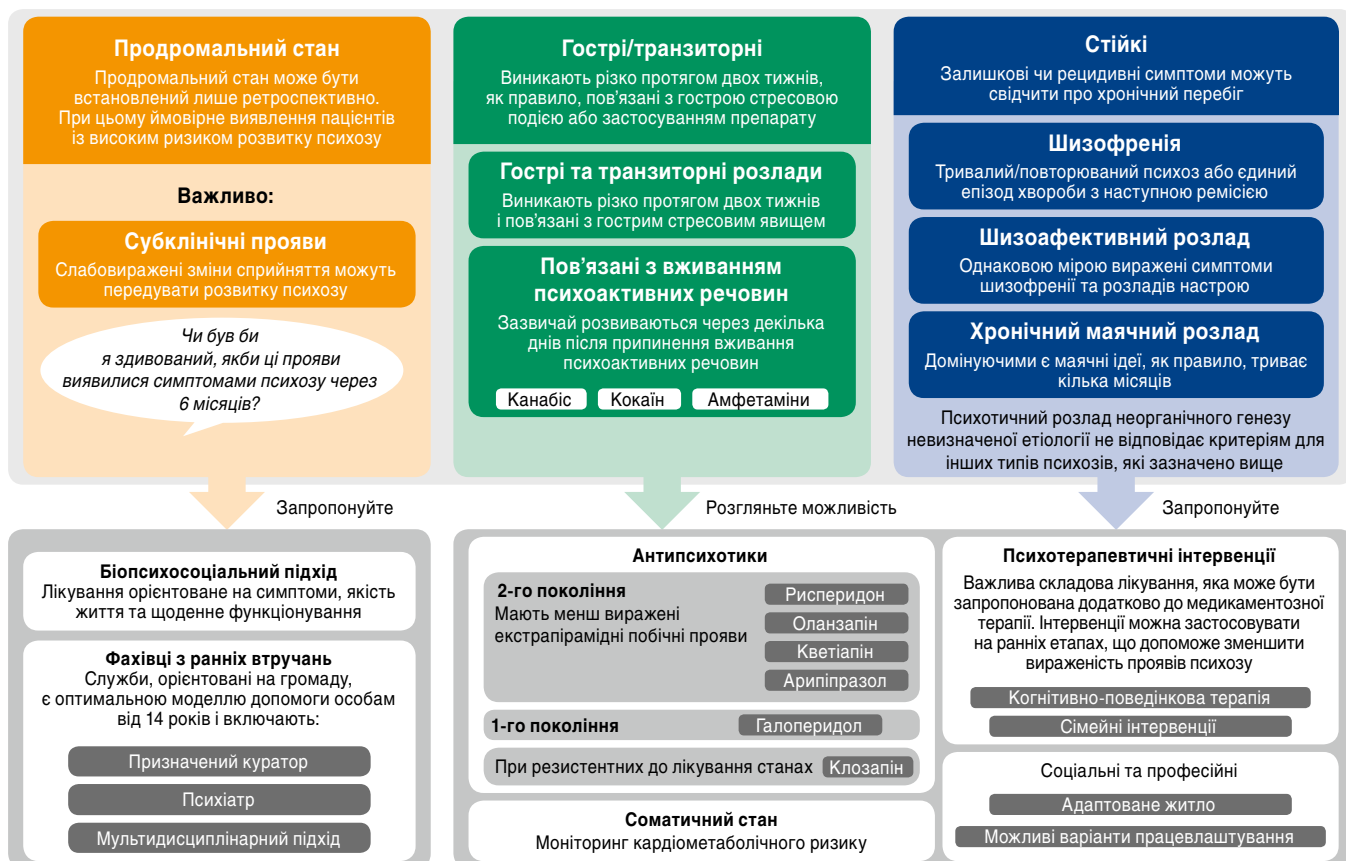 Продромальний стан
Продромальний стан може бути
встановлений лише ретроспективно.
При цьому ймовірне виявлення пацієнтів
із високим ризиком розвитку психозу
Важливо:
Субклінічні прояви
Слабовиражені зміни сприйняття можуть
передувати розвитку психозу
Чи був би
я здивований, якби ці прояви
виявилися симптомами психозу через
6 місяців?
Гострі/транзиторні
Виникають різко протягом двох тижнів,
як правило, пов’язані з гострою стресовою
подією або застосуванням препарату
Гострі та транзиторні розлади
Виникають різко протягом двох тижнів
і пов’язані з гострим стресовим явищем
Пов’язані з вживанням
психоактивних речовин
Зазвичай розвиваються через декілька
днів після припинення вживання
психоактивних речовин
Канабіс
Кокаїн
Амфетаміни
Стійкі
Залишкові чи рецидивні симптоми можуть
свідчити про хронічний перебіг
Шизофренія
Тривалий/повторюваний психоз або єдиний
епізод хвороби з наступною ремісією
Шизоафективний розлад
Однаковою мірою виражені симптоми
шизофренії та розладів настрою
Хронічний маячний розлад
Домінуючими є маячні ідеї, як правило, триває
кілька місяців
Психотичний розлад неорганічного генезу
невизначеної етіології не відповідає критеріям для
інших типів психозів, які зазначено вище
Запропонуйте
Розгляньте можливість
Запропонуйте
Біопсихосоціальний підхід
Лікування орієнтоване на симптоми, якість
життя та щоденне функціонування
Фахівці з ранніх втручань
Служби, орієнтовані на громаду,
є оптимальною моделлю допомоги особам
від 14 років і включають:
Призначений куратор
Психіатр
Мультидисциплінарний підхід
Антипсихотики
2-го покоління
Мають менш виражені
екстрапірамідні побічні прояви
Рисперидон
Оланзапін
Кветіапін
Арипіпразол
1-го покоління
Галоперидол
При резистентних до лікування станах
Клозапін
Соматичний стан
Моніторинг кардіометаболічного ризику
Психотерапевтичні інтервенції
Важлива складова лікування, яка може бути
запропонована додатково до медикаментозної
терапії. Інтервенції можна застосовувати
на ранніх етапах, що допоможе зменшити
вираженість проявів психозу
Когнітивно-поведінкова терапія
Сімейні інтервенції
Соціальні та професійні
Адаптоване житло
Можливі варіанти працевлаштування